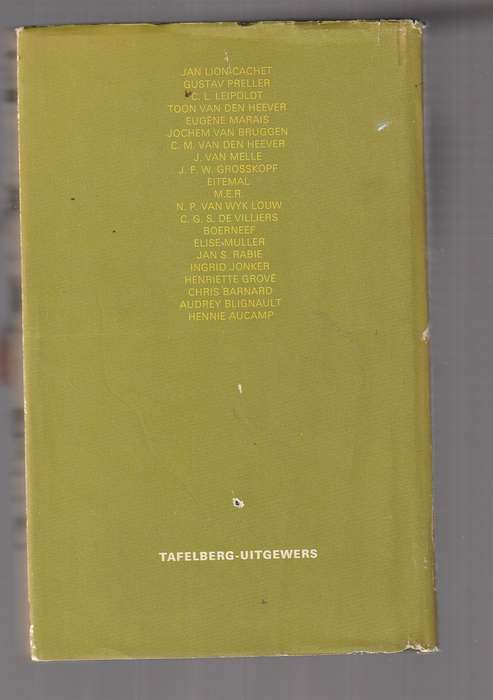 JAN LION-CACHET
GUSTAV PRELLER
C. L. LEIPOLDT
TOON VAN DEN HEEVER
EUGÈNE MARAIS
JOCHEM VAN BRUGGEN
C. M. VAN DEN HEEVER
J. VAN MELLE
J. F. W. GROSSKOPF
EITEMAL
M.E.R.
N. P. VAN WYK LOUW
C. G. S. DE VILLIERS
BOERNEEF
ELISE MULLER
JAN S. RABIE
INGRID JONKER
HENRIETTE GROVÉ
CHRIS BARNARD
AUDREY BLIGNAULT
HENNIE AUCAMP
TAFELBERG-UITGEWERS